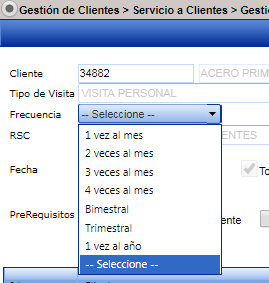 Gestión de Clientes > Servicio a Clientes > Gesti
Cliente 34882 ACERO PRIM
Tipo de Visita VISITA PERSONAL
Frecuencia -- Seleccione --
RSC ENTES
1 vez al mes
2 veces al mes
Fecha 3 veces al mes To
4 veces al mes
Bimestral
PreRequisitos Trimestral ente
1 vez al año
-- Seleccione --